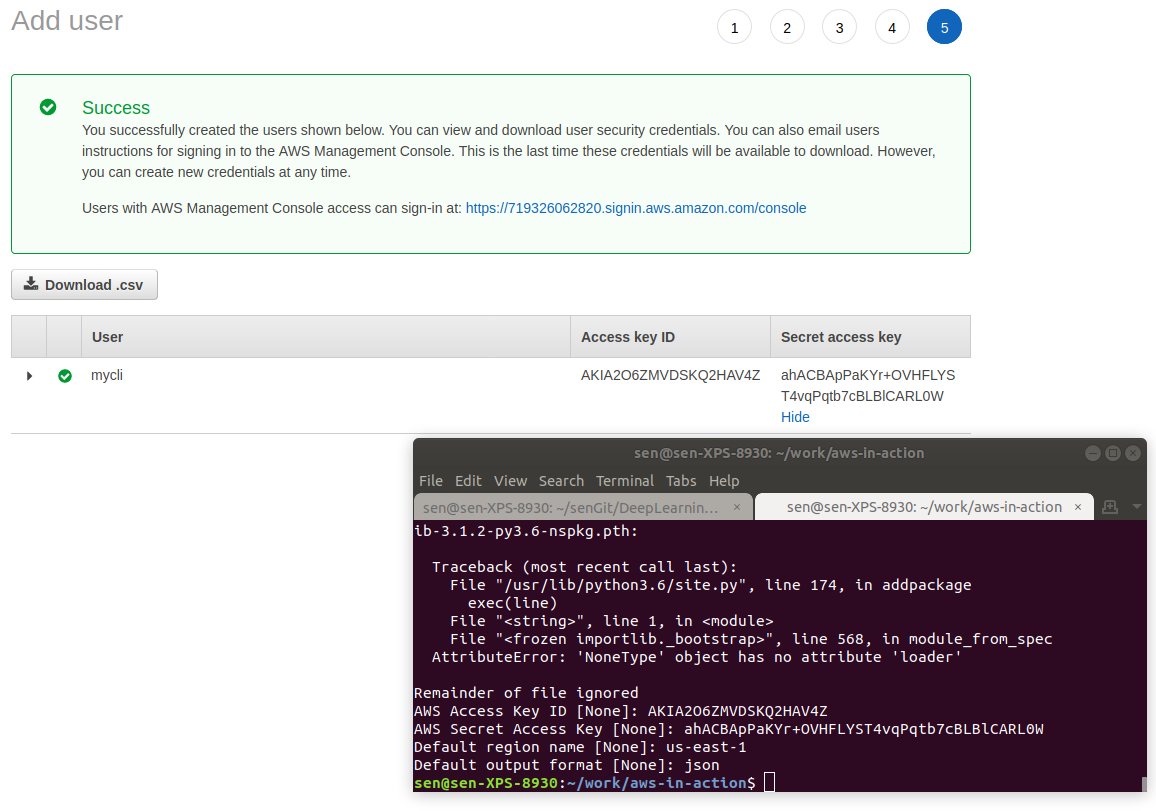 Add user
1 2 3 4 5
Success
You successfully created the users shown below. You can view and download user security credentials. You can also email users
instructions for signing in to the AWS Management Console. This is the last time these credentials will be available to download. However,
you can create new credentials at any time.
Users with AWS Management Console access can sign-in at: https://719326062820.signin.aws.amazon.com/console
Download .csv
User Access key ID Secret access key
mycli AKIA2O6ZMVDSKQ2HAV4Z ahACBApPaKYr+OVHFLYS
T4vqPqtb7cBLBlCARL0W
Hide
sen@sen-XPS-8930: ~/work/aws-in-action
File Edit View Search Terminal Tabs Help
sen@sen-XPS-8930: ~/senGit/DeepLearnin... × sen@sen-XPS-8930: ~/work/aws-in-action ×
ib-3.1.2-py3.6-nspkg.pth:
Traceback (most recent call last):
File "/usr/lib/python3.6/site.py", line 174, in addpackage
exec(line)
File "<string>", line 1, in <module>
File "<frozen importlib._bootstrap>", line 568, in module_from_spec
AttributeError: 'NoneType' object has no attribute 'loader'
Remainder of file ignored
AWS Access Key ID [None]: AKIA2O6ZMVDSKQ2HAV4Z
AWS Secret Access Key [None]: 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
Default region name [None]: us-east-1
Default output format [None]: json
sen@sen-XPS-8930:~/work/aws-in-action$